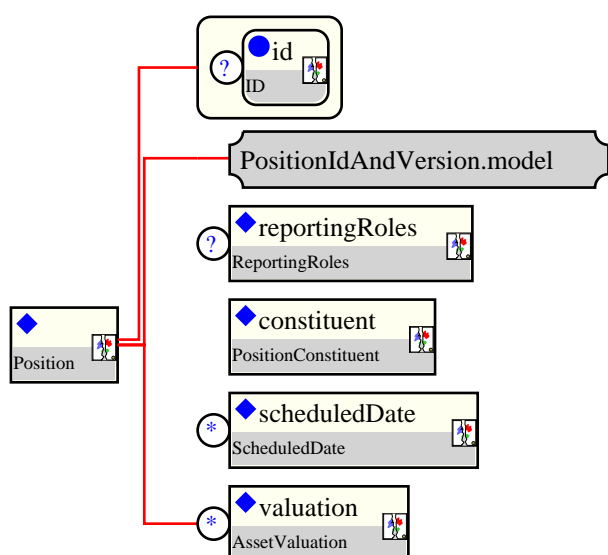 ?
id
ID
PositionIdAndVersion.model
?
reportingRoles
ReportingRoles
Position
constituent
PositionConstituent
*
scheduledDate
ScheduledDate
*
valuation
AssetValuation